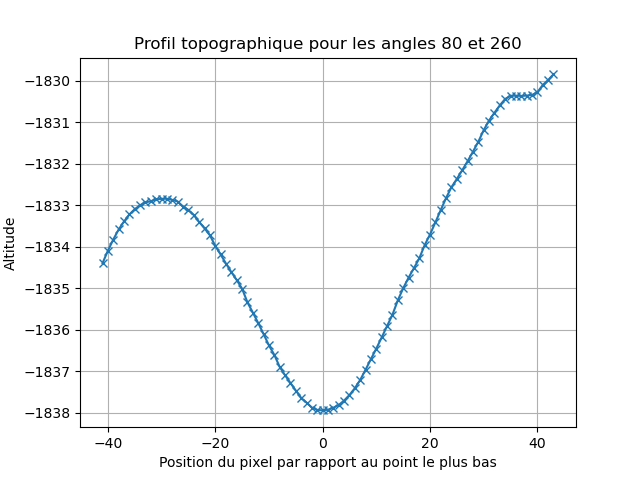 Profil topographique pour les angles 80 et 260
Altitude
−1830
−1831
−1832
−1833
−1834
−1835
−1836
−1837
−1838
−40 −20 0 20 40
Position du pixel par rapport au point le plus bas